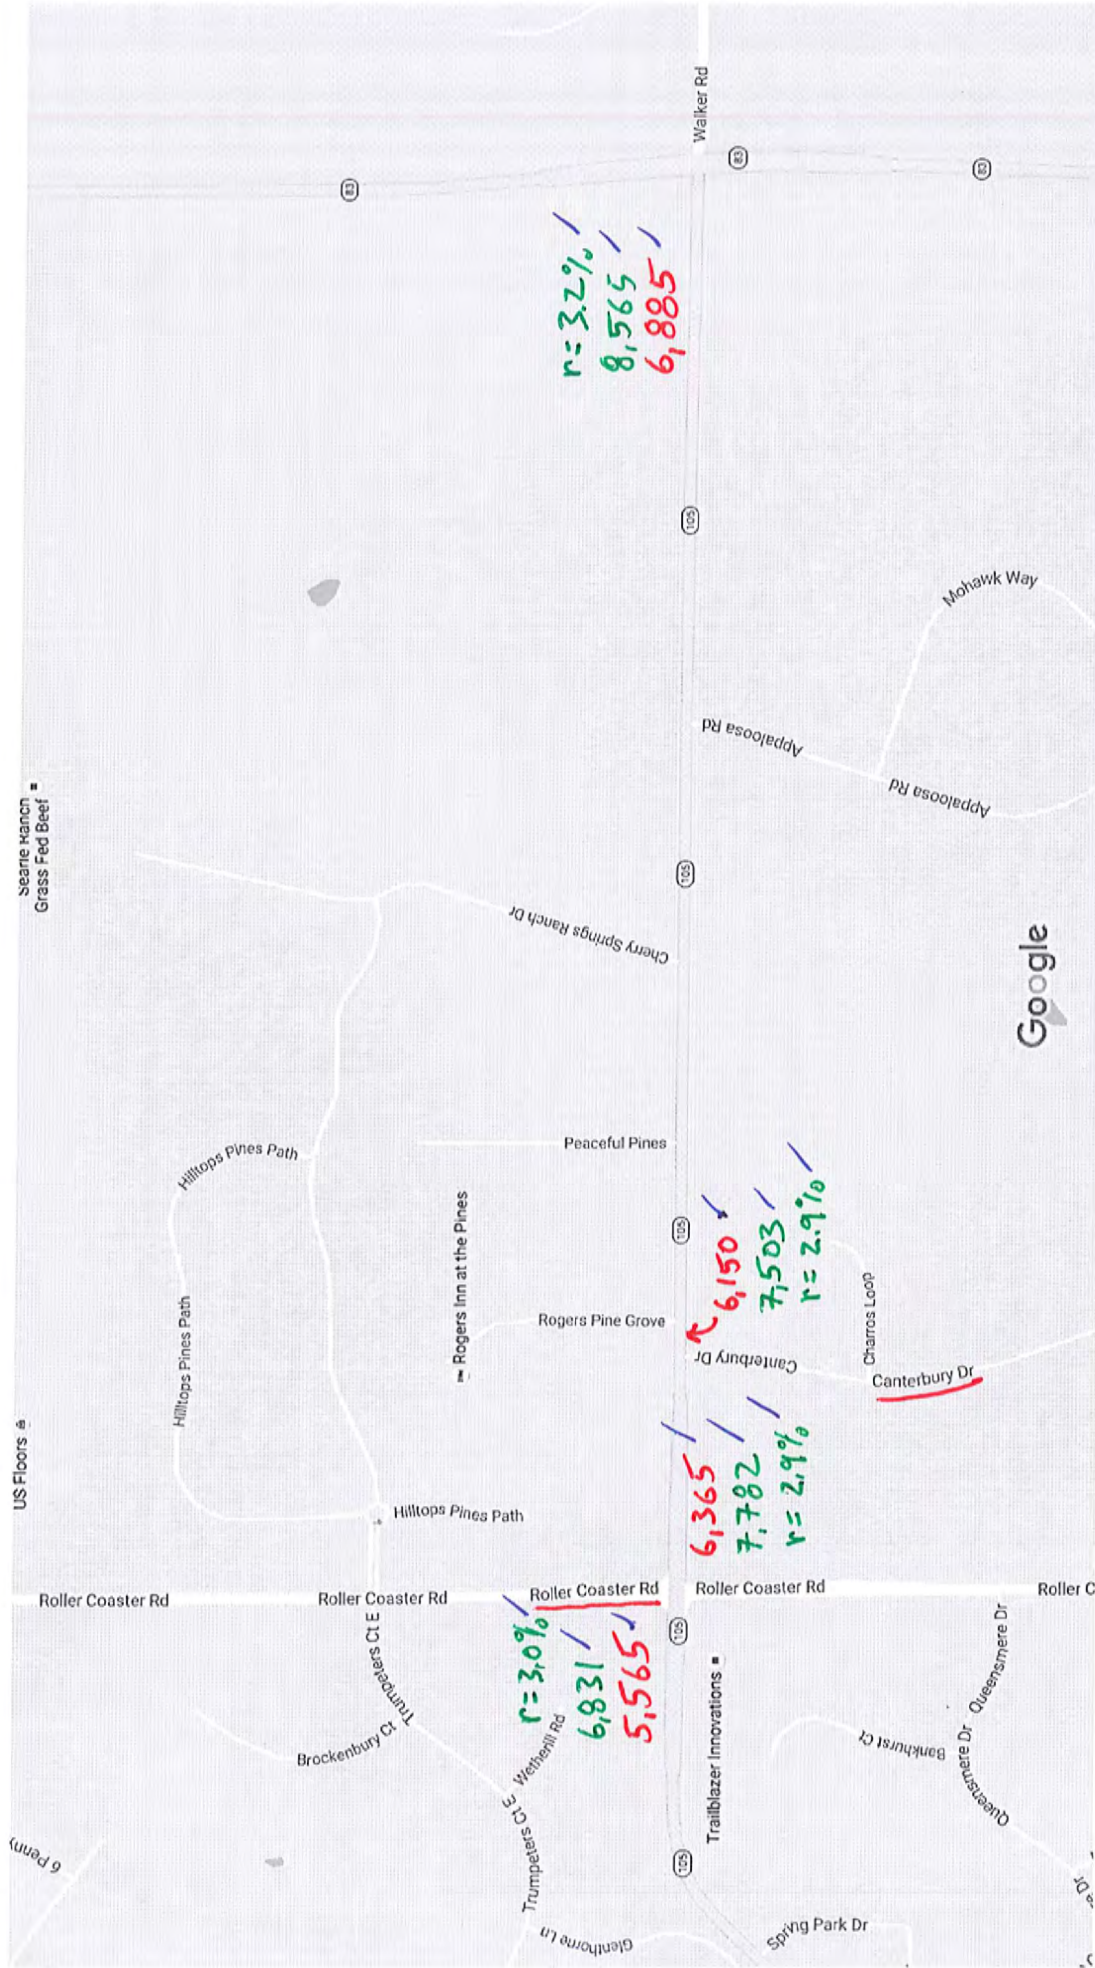 Searle Ranch
Grass Fed Beef
US Floors
Walker Rd
83
83
83
r = 3.2%
8,565
6,885
105
Mohawk Way
Appaloosa Rd
Appaloosa Rd
105
Cherry Springs Ranch Dr
Google
Hilltops Pines Path
Peaceful Pines
Rogers Inn at the Pines
105
6,150
7,503
r = 2.9%
Hilltops Pines Path
Rogers Pine Grove
Canterbury Dr
Charros Loop
Canterbury Dr
6,365
7,782
r = 2.9%
Hilltops Pines Path
Roller Coaster Rd
Roller Coaster Rd
Roller Coaster Rd
Roller Coaster Rd
Roller C
r = 3.0%
6,831
5,565
105
Trumpeters Ct E
Brockenbury Ct
Wetherill Rd
Trumpeters Ct E
Trailblazer Innovations
Bankhurst Ct
Queensmere Dr
Queensmere Dr
105
6 Penny
Glenthorne Ln
Spring Park Dr